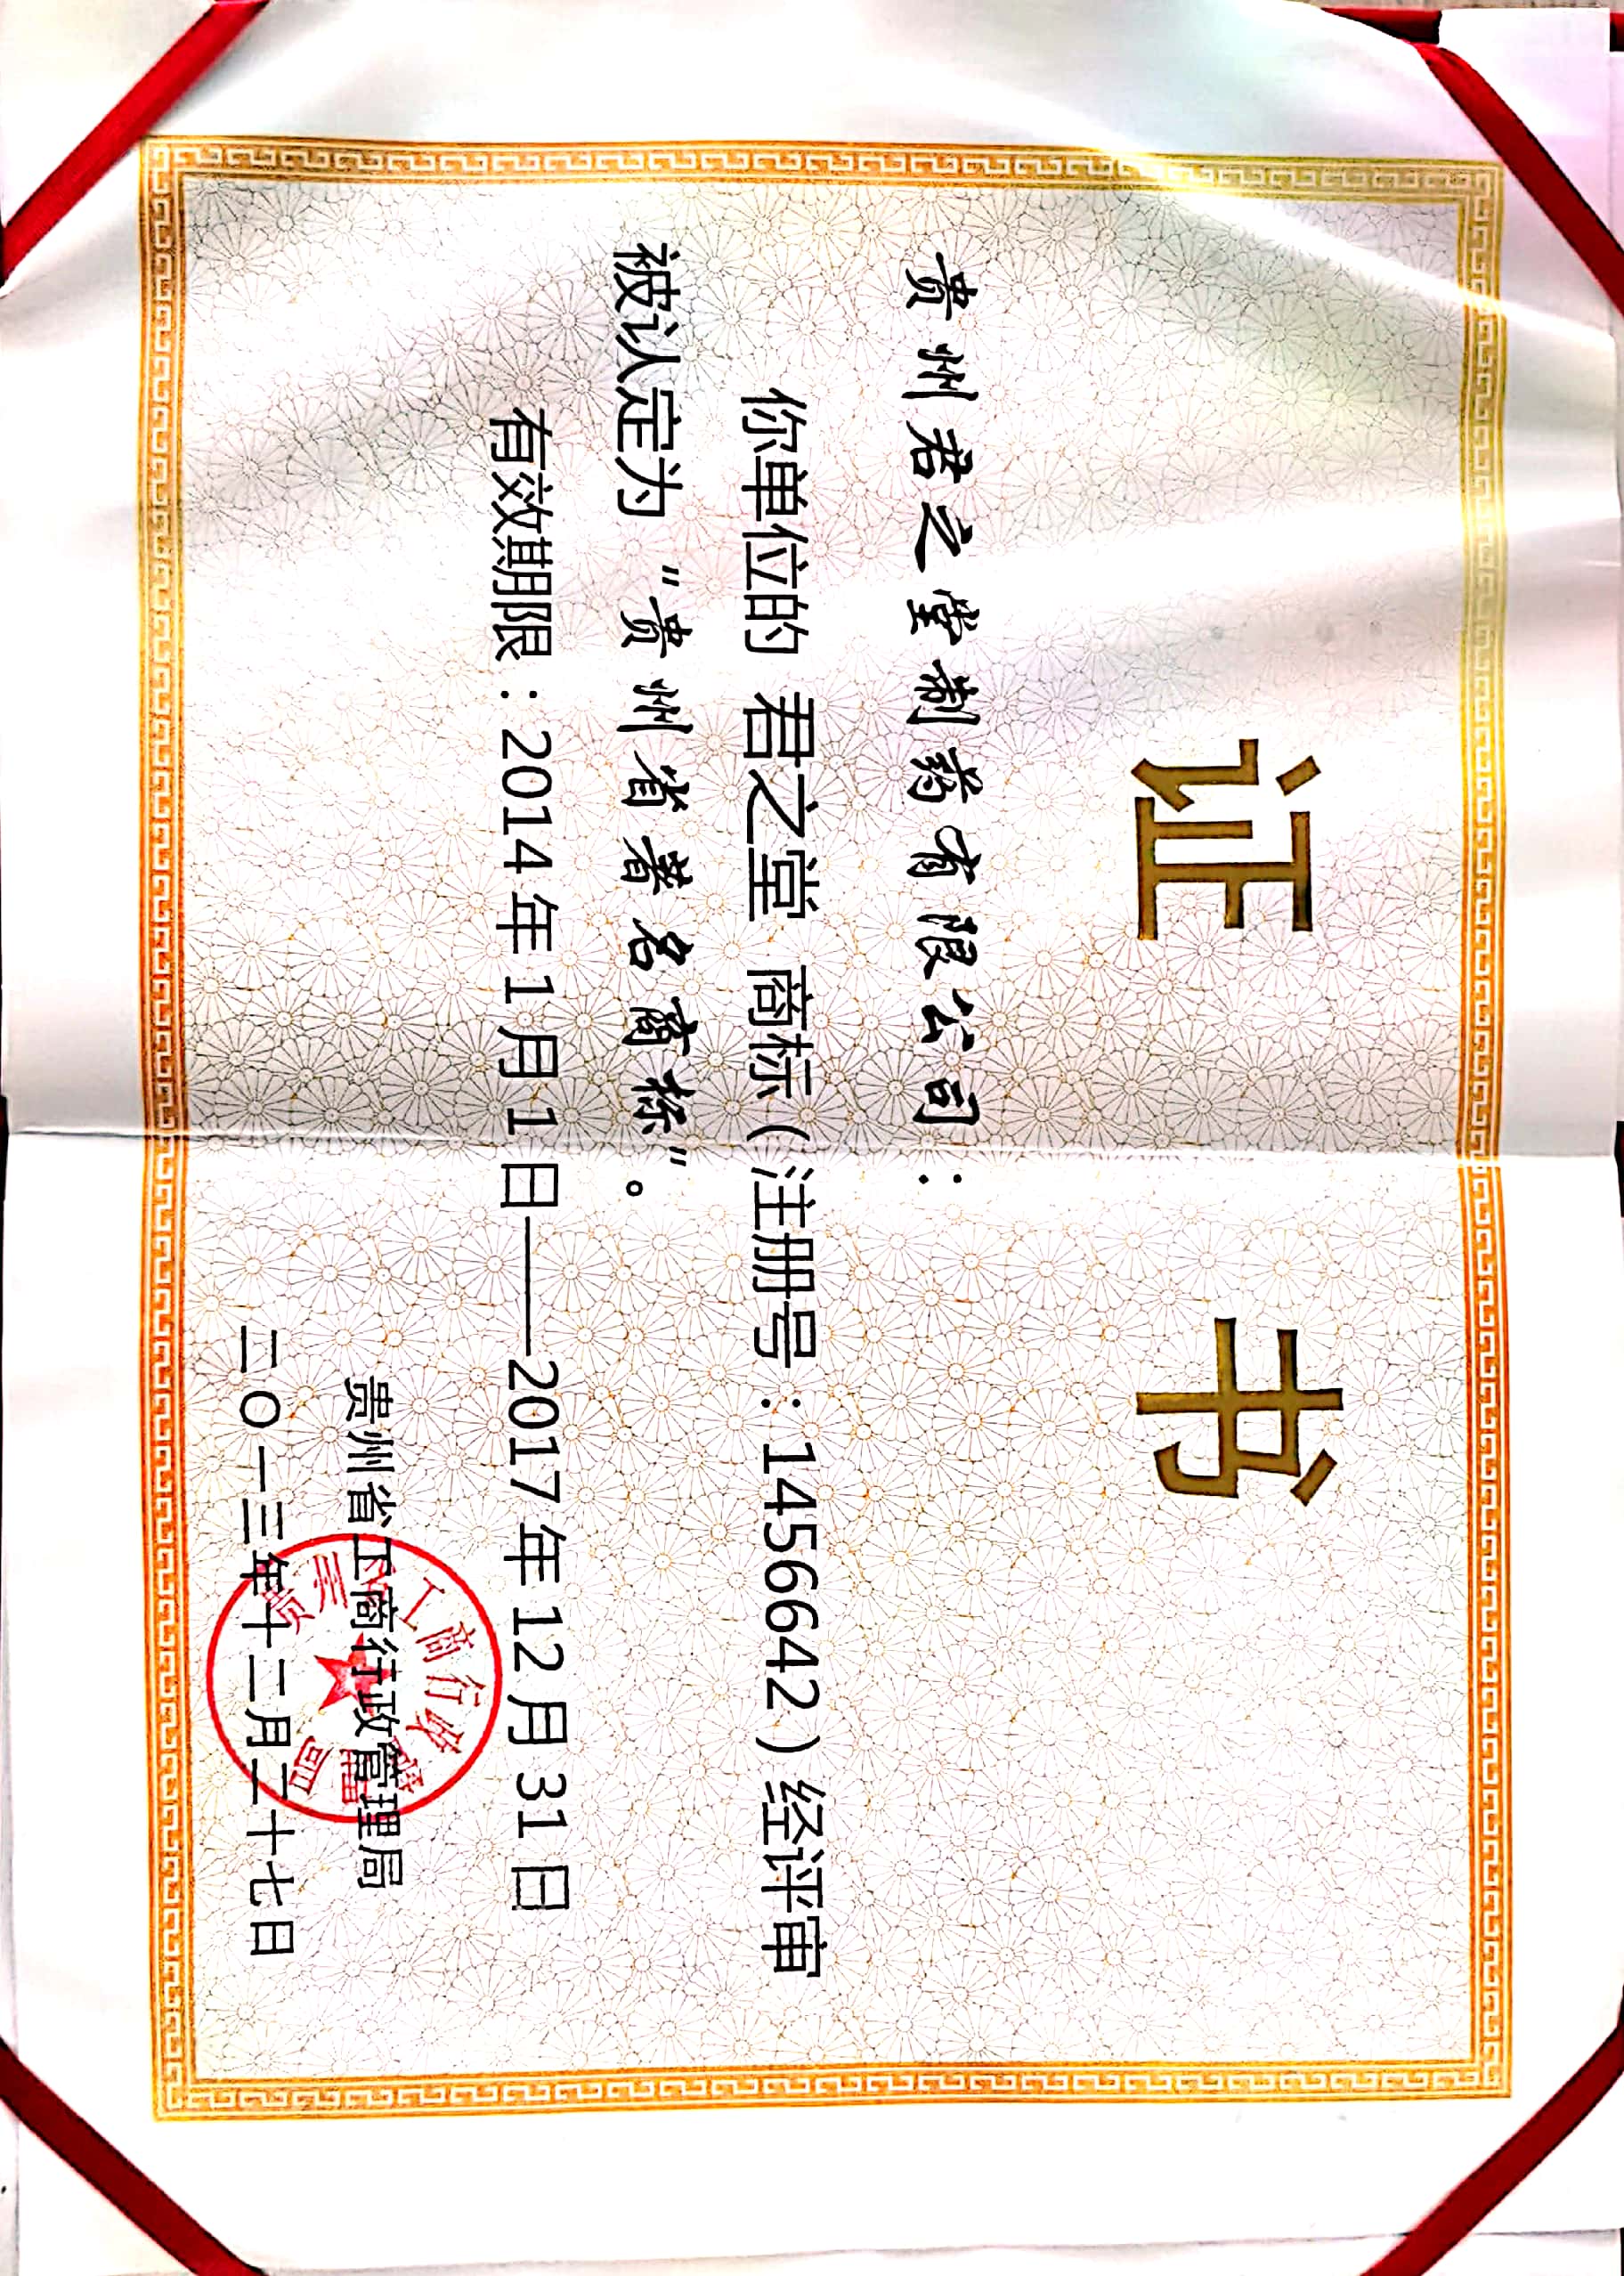 证书
贵州君之堂制药有限公司：
你单位的 君之堂 商标（注册号：1456642）经评审
被认定为 “贵州省著名商标”。
有效期限：2014年1月1日——2017年12月31日
贵州省工商行政管理局
二〇一三年十二月二十七日